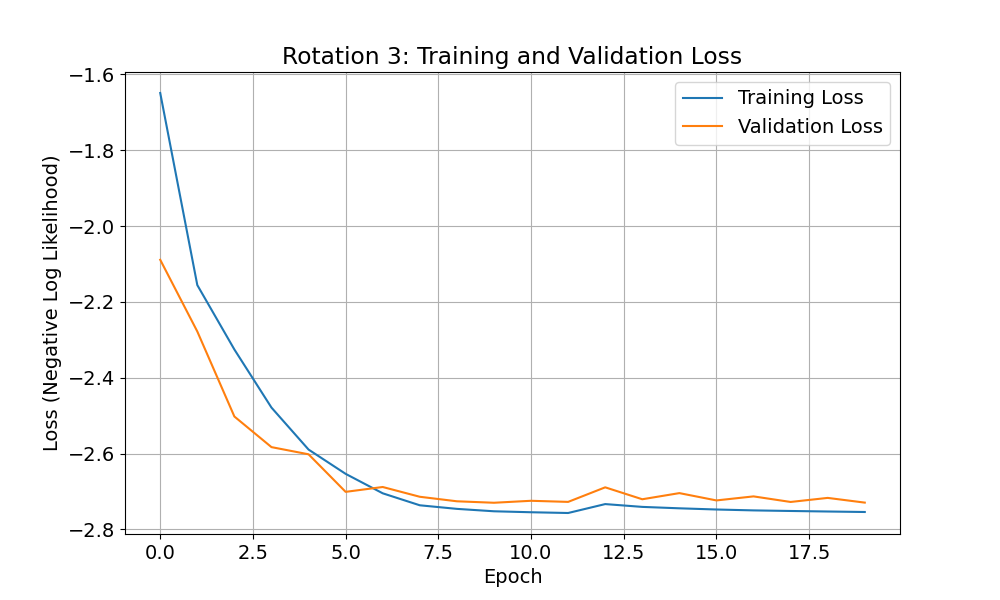 Rotation 3: Training and Validation Loss
Training Loss
Validation Loss
Loss (Negative Log Likelihood)
−1.6
−1.8
−2.0
−2.2
−2.4
−2.6
−2.8
0.0 2.5 5.0 7.5 10.0 12.5 15.0 17.5
Epoch